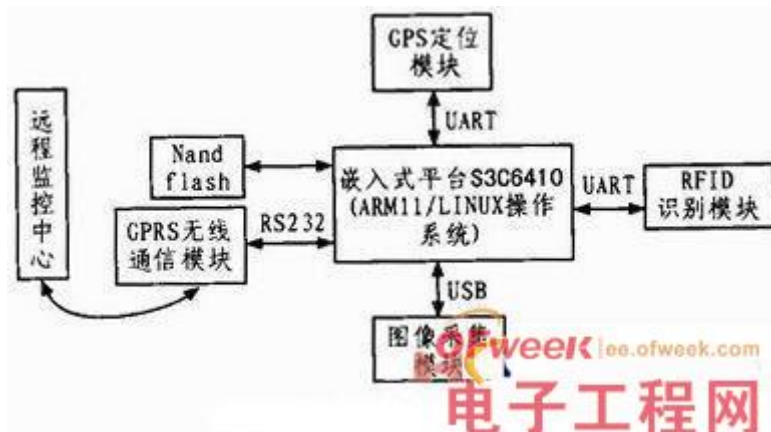 GPS定位
模块
UART
远
程
监
控
中
心
Nand
flash
嵌入式平台S3C6410
(ARM11/LINUX操作
系统)
UART
RFID
识别模块
GPRS无线
通信模块
RS232
USB
图像采集
模块
OFweek ee.ofweek.com
电子工程网